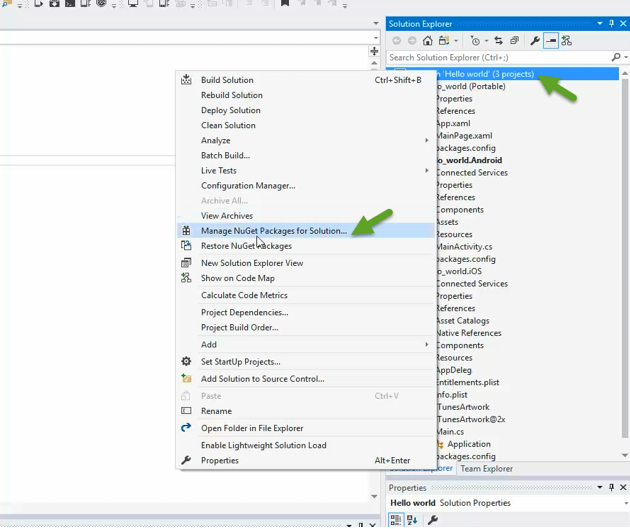 Solution Explorer
Search Solution Explorer (Ctrl+;)
'Hello world' (3 projects)
Build Solution Ctrl+Shift+B
Rebuild Solution
Deploy Solution
Clean Solution
Analyze
Batch Build...
Live Tests
Configuration Manager...
Archive All...
View Archives
Manage NuGet Packages for Solution...
Restore NuGet Packages
New Solution Explorer View
Show on Code Map
Calculate Code Metrics
Project Dependencies...
Project Build Order...
Add
Set StartUp Projects...
Add Solution to Source Control...
Paste Ctrl+V
Rename
Open Folder in File Explorer
Enable Lightweight Solution Load
Properties Alt+Enter
o_world (Portable)
Properties
References
App.xaml
MainPage.xaml
packages.config
lo_world.Android
Connected Services
Properties
References
Components
Assets
Resources
MainActivity.cs
packages.config
o_world.iOS
Connected Services
Properties
References
Asset Catalogs
Native References
Components
Resources
AppDeleg
Entitlements.plist
Info.plist
iTunesArtwork
iTunesArtwork@2x
Main.cs
Application
packages.config
Solution Explorer Team Explorer
Properties
Hello world Solution Properties